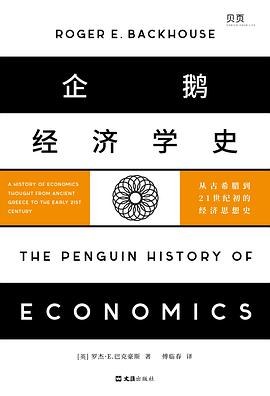 贝页
ROGER E. BACKHOUSE
企鹅
经济学史
A HISTORY OF ECONOMICS
THOUGHT FROM ANCIENT
GREECE TO THE EARLY 21ST
CENTURY
从古希腊到
21世纪初的
经济思想史
THE PENGUIN HISTORY OF
ECONOMICS
[英] 罗杰·E.巴克豪斯 著 傅临春 译
文匯出版社